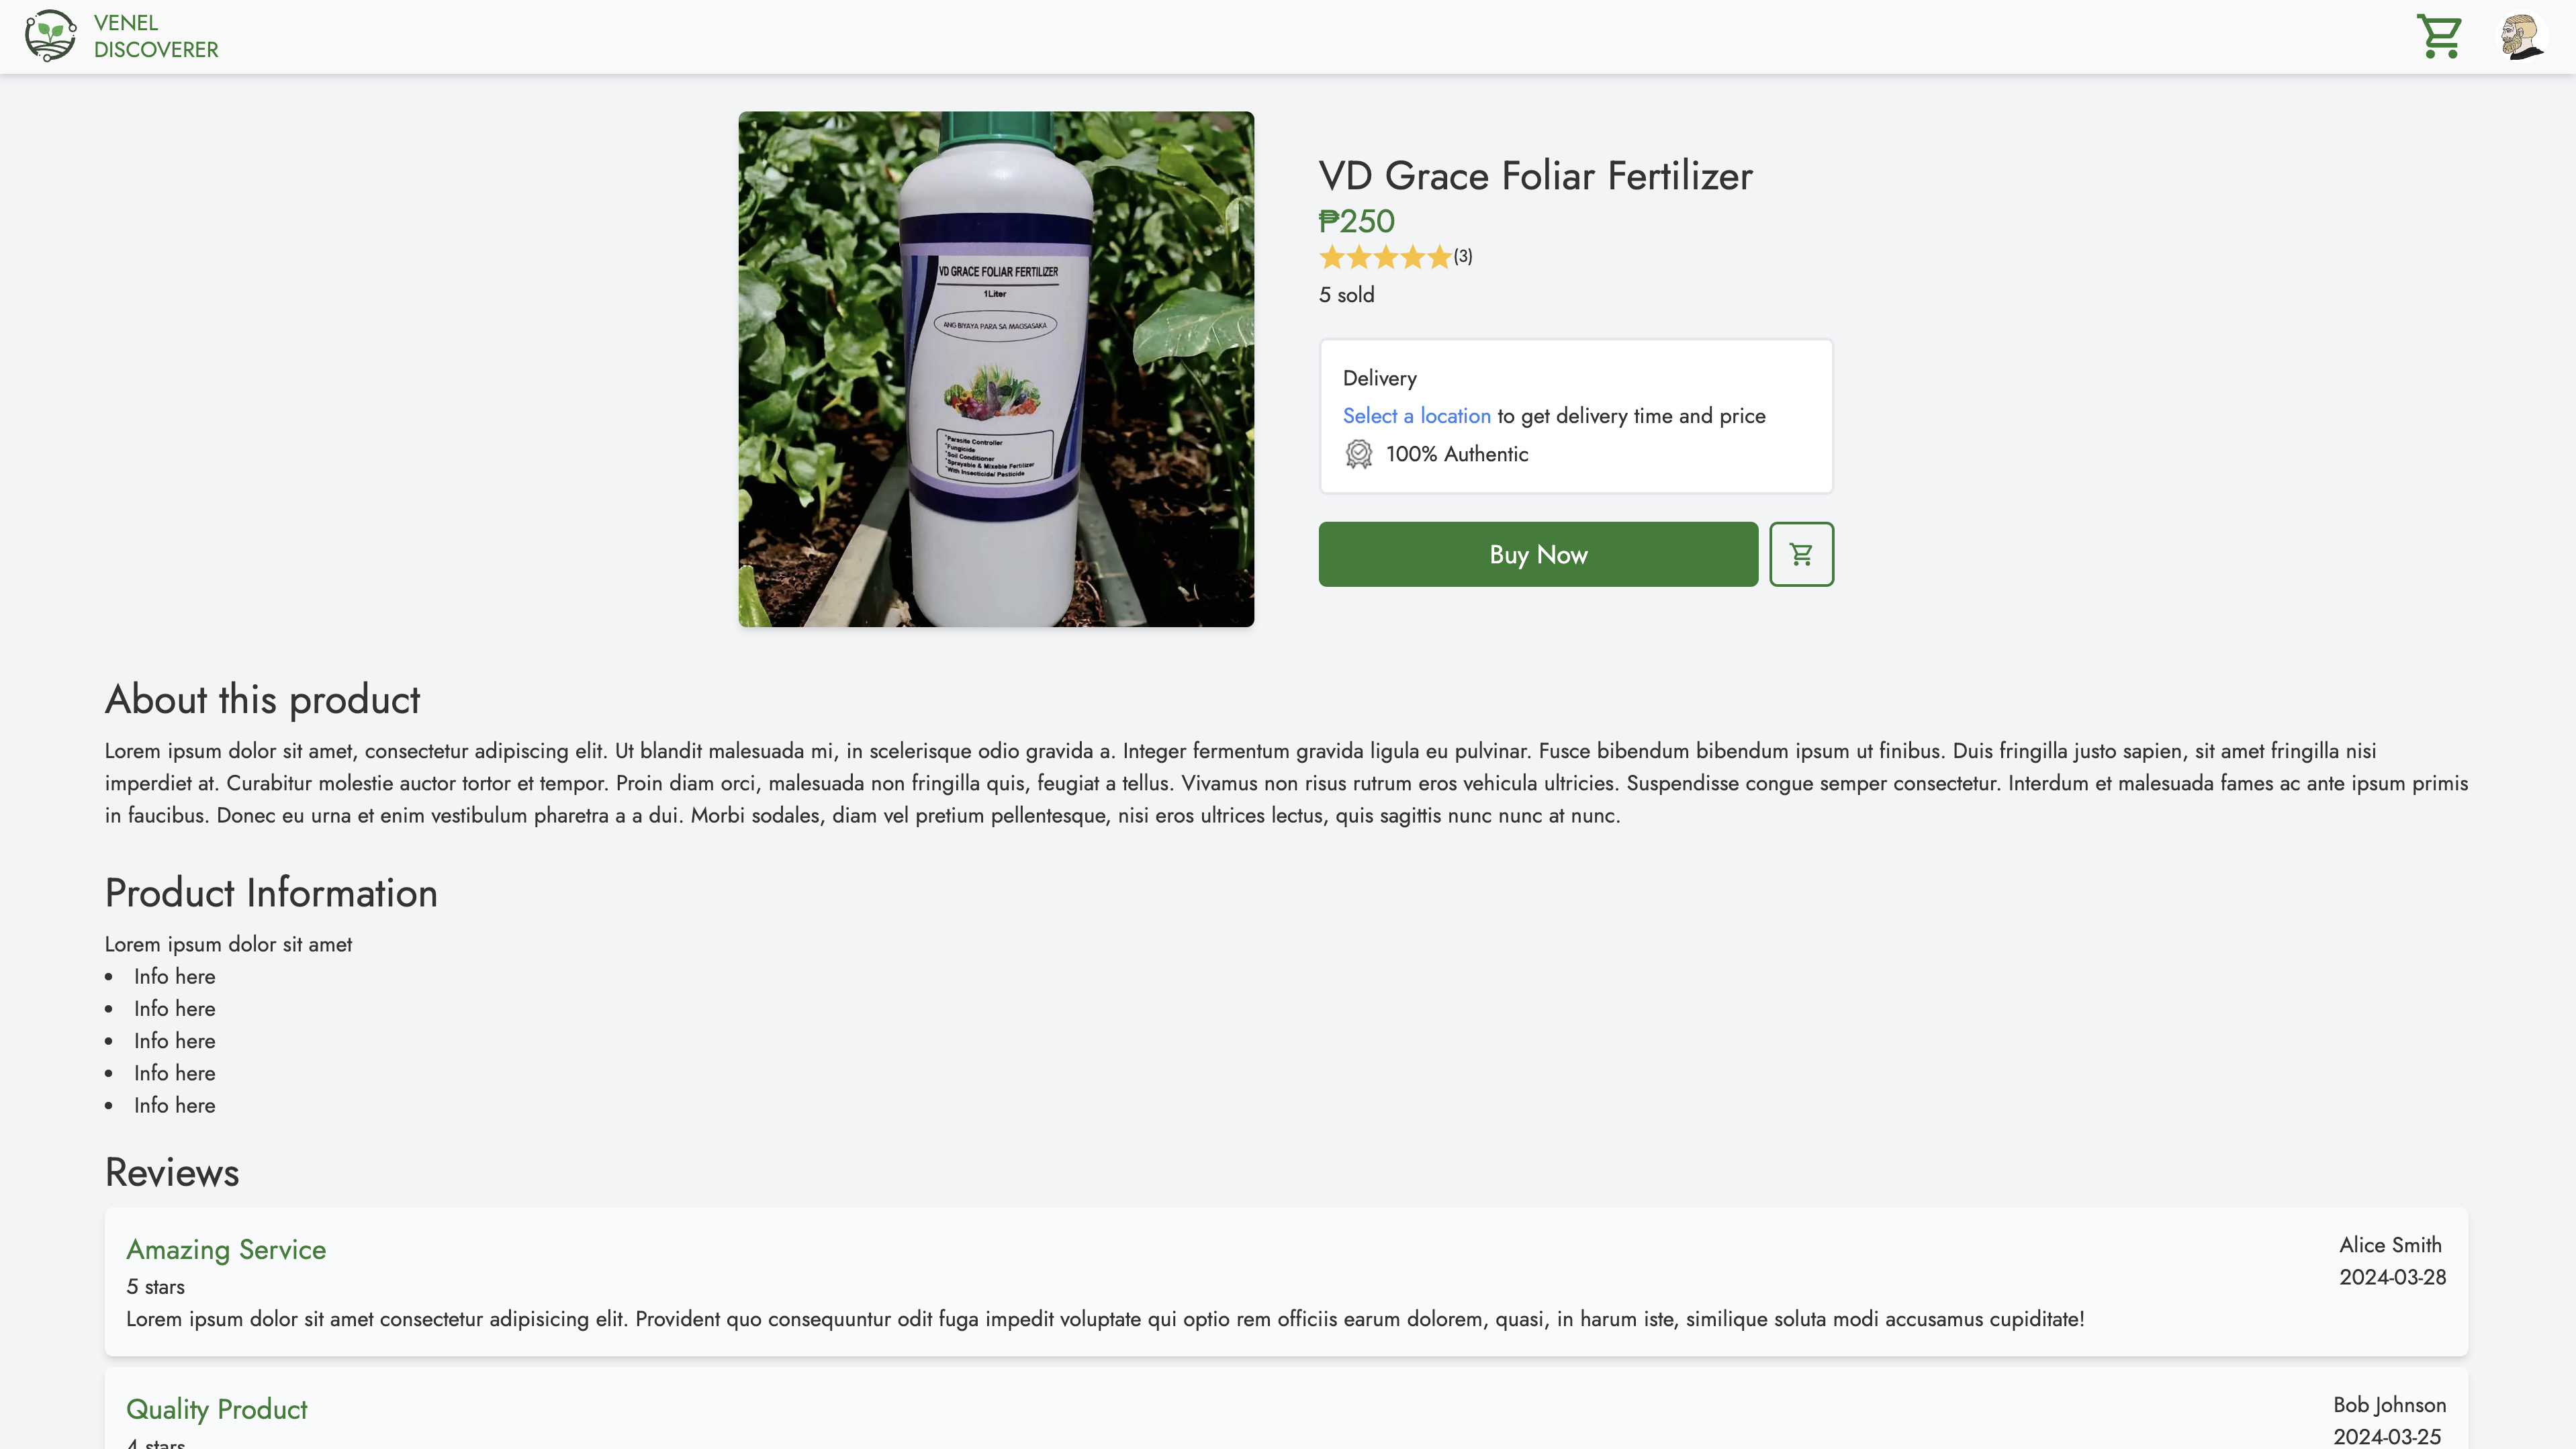 VENEL
DISCOVERER
VD GRACE FOLIAR FERTILIZER
1Liter
ANG BIYAYA PARA SA MAGSASAKA
*Parasite Controller
*Fungicide
*Soil Conditioner
*Sprayable & Mixable Fertilizer
*With Insecticide/ Pesticide
VD Grace Foliar Fertilizer
₱250
(3)
5 sold
Delivery
Select a location to get delivery time and price
100% Authentic
Buy Now
About this product
Lorem ipsum dolor sit amet, consectetur adipiscing elit. Ut blandit malesuada mi, in scelerisque odio gravida a. Integer fermentum gravida ligula eu pulvinar. Fusce bibendum bibendum ipsum ut finibus. Duis fringilla justo sapien, sit amet fringilla nisi
imperdiet at. Curabitur molestie auctor tortor et tempor. Proin diam orci, malesuada non fringilla quis, feugiat a tellus. Vivamus non risus rutrum eros vehicula ultricies. Suspendisse congue semper consectetur. Interdum et malesuada fames ac ante ipsum primis
in faucibus. Donec eu urna et enim vestibulum pharetra a a dui. Morbi sodales, diam vel pretium pellentesque, nisi eros ultrices lectus, quis sagittis nunc nunc at nunc.
Product Information
Lorem ipsum dolor sit amet
• Info here
• Info here
• Info here
• Info here
• Info here
Reviews
Amazing Service
Alice Smith
5 stars
2024-03-28
Lorem ipsum dolor sit amet consectetur adipisicing elit. Provident quo consequuntur odit fuga impedit voluptate qui optio rem officiis earum dolorem, quasi, in harum iste, similique soluta modi accusamus cupiditate!
Quality Product
Bob Johnson
4 stars
2024-03-25